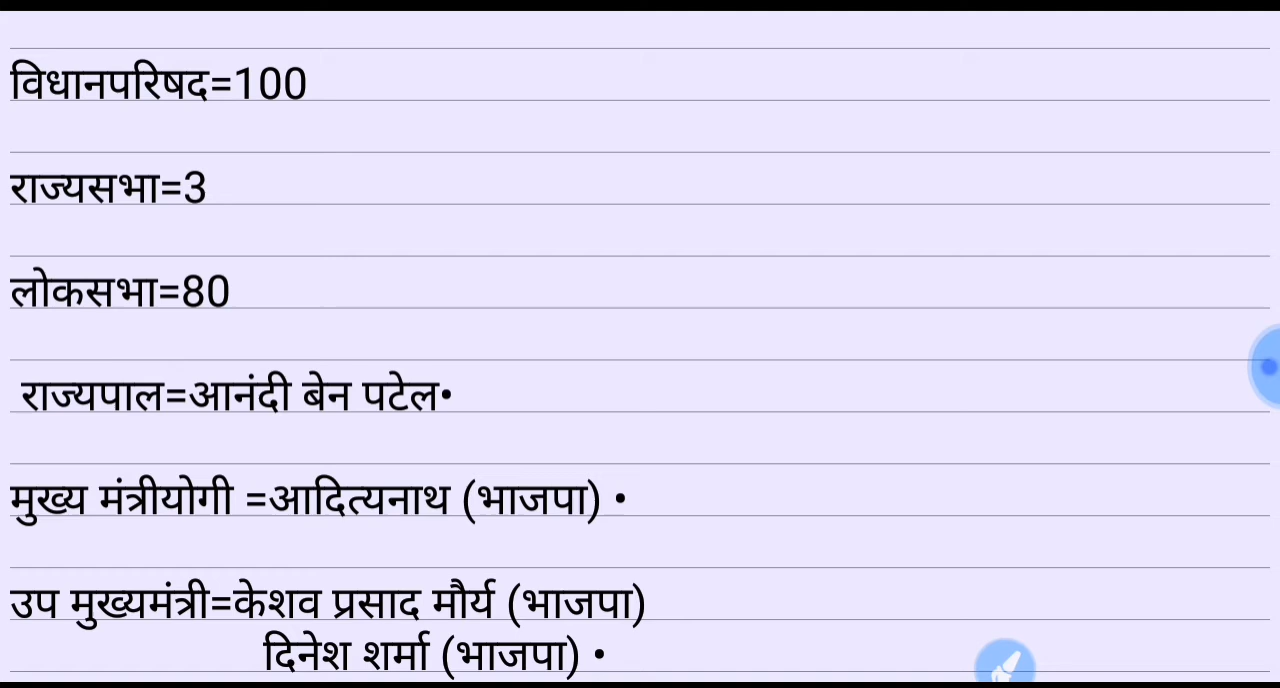 विधानपरिषद=100
राज्यसभा=3
लोकसभा=80
राज्यपाल=आनंदी बेन पटेल•
मुख्य मंत्रीयोगी =आदित्यनाथ (भाजपा) •
उप मुख्यमंत्री=केशव प्रसाद मौर्य (भाजपा)
दिनेश शर्मा (भाजपा) •